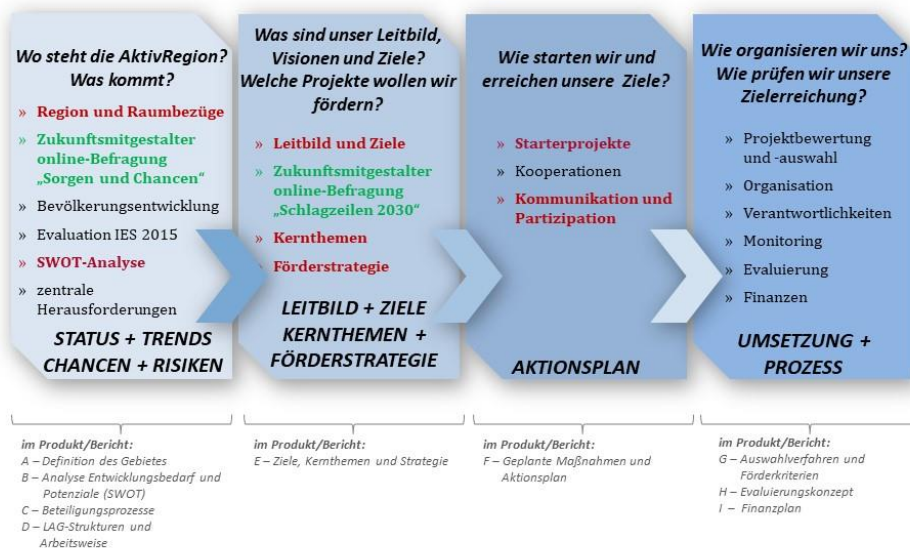 Wo steht die AktivRegion?
Was kommt?
» Region und Raumbezüge
» Zukunftsmitgestalter
online-Befragung
„Sorgen und Chancen“
» Bevölkerungsentwicklung
» Evaluation IES 2015
» SWOT-Analyse
» zentrale
Herausforderungen
STATUS + TRENDS
CHANCEN + RISIKEN
Was sind unser Leitbild,
Visionen und Ziele?
Welche Projekte wollen wir
fördern?
» Leitbild und Ziele
» Zukunftsmitgestalter
online-Befragung
„Schlagzeilen 2030“
» Kernthemen
» Förderstrategie
LEITBILD + ZIELE
KERNTHEMEN +
FÖRDERSTRATEGIE
Wie starten wir und
erreichen unsere Ziele?
» Starterprojekte
» Kooperationen
» Kommunikation und
Partizipation
AKTIONSPLAN
Wie organisieren wir uns?
Wie prüfen wir unsere
Zielerreichung?
» Projektbewertung
und -auswahl
» Organisation
» Verantwortlichkeiten
» Monitoring
» Evaluierung
» Finanzen
UMSETZUNG +
PROZESS
im Produkt/Bericht:
A – Definition des Gebietes
B – Analyse Entwicklungsbedarf und
Potenziale (SWOT)
C – Beteiligungsprozesse
D – LAG-Strukturen und
Arbeitsweise
im Produkt/Bericht:
E – Ziele, Kernthemen und Strategie
im Produkt/Bericht:
F – Geplante Maßnahmen und
Aktionsplan
im Produkt/Bericht:
G – Auswahlverfahren und
Förderkriterien
H – Evaluierungskonzept
I – Finanzplan